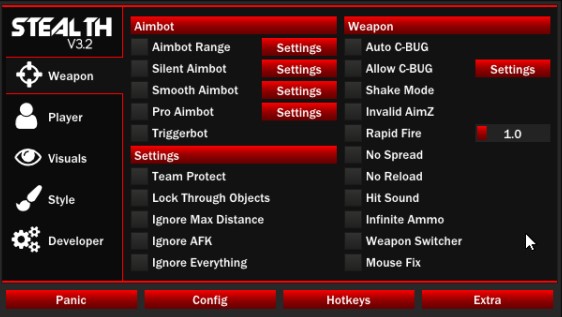 STEALTH
V3.2
Weapon
Player
Visuals
Style
Developer
Aimbot
Aimbot Range Settings
Silent Aimbot Settings
Smooth Aimbot Settings
Pro Aimbot Settings
Triggerbot
Settings
Team Protect
Lock Through Objects
Ignore Max Distance
Ignore AFK
Ignore Everything
Weapon
Auto C-BUG
Allow C-BUG Settings
Shake Mode
Invalid AimZ
Rapid Fire 1.0
No Spread
No Reload
Hit Sound
Infinite Ammo
Weapon Switcher
Mouse Fix
Panic Config Hotkeys Extra